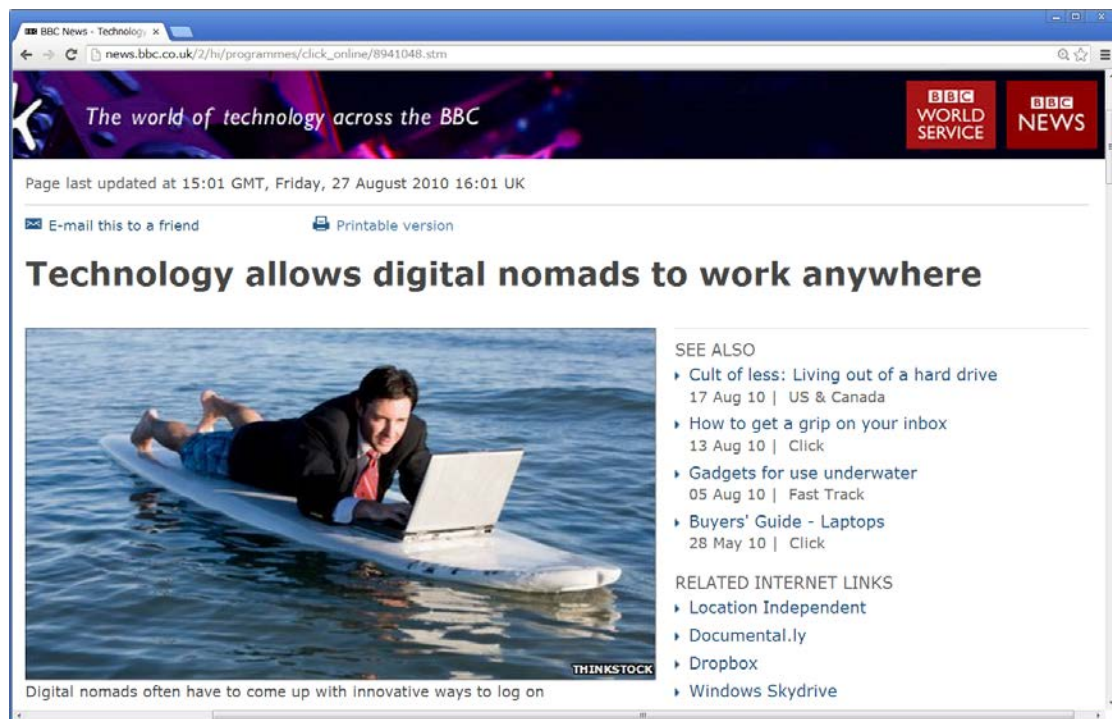 BBC News - Technology
news.bbc.co.uk/2/hi/programmes/click_online/8941048.stm
k The world of technology across the BBC
BBC
WORLD
SERVICE
BBC
NEWS
Page last updated at 15:01 GMT, Friday, 27 August 2010 16:01 UK
E-mail this to a friend
Printable version
Technology allows digital nomads to work anywhere
THINKSTOCK
Digital nomads often have to come up with innovative ways to log on
SEE ALSO
Cult of less: Living out of a hard drive
17 Aug 10 | US & Canada
How to get a grip on your inbox
13 Aug 10 | Click
Gadgets for use underwater
05 Aug 10 | Fast Track
Buyers' Guide - Laptops
28 May 10 | Click
RELATED INTERNET LINKS
Location Independent
Documental.ly
Dropbox
Windows Skydrive